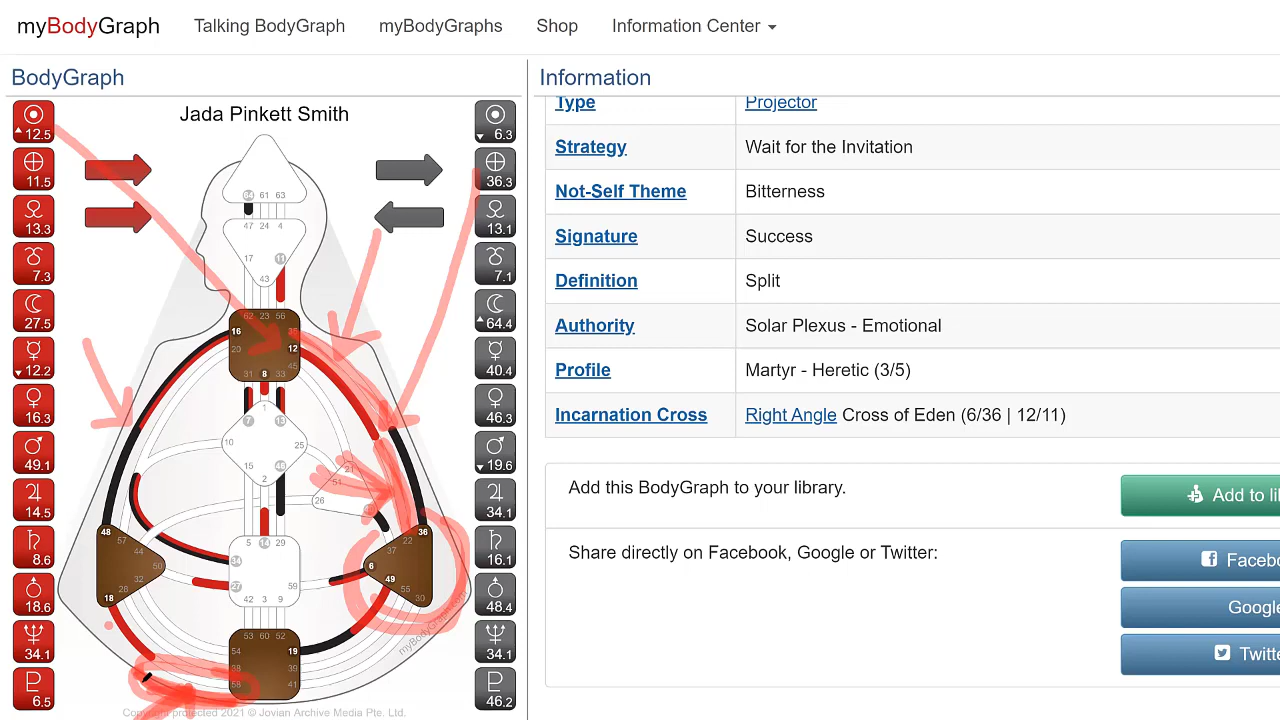 myBodyGraph
Talking BodyGraph
myBodyGraphs
Shop
Information Center
BodyGraph
Information
Jada Pinkett Smith
12.5
11.5
13.3
7.3
27.5
12.2
16.3
49.1
14.5
8.6
18.6
34.1
6.5
6.3
36.3
13.1
7.1
64.4
40.4
46.3
19.6
34.1
16.1
48.4
34.1
46.2
64 61 63
47 24 4
17 11
43
62 23 56
16 35
20 12
45
31 8 33
1
7 13
10 25
15 46
2
21
51
26 40
48 57
44
50
32
28
18
5 14 29
34
27 59
42 3 9
36
22
37
6
49
55
30
53 60 52
54 19
38 39
58 41
myBodyGraph.com
Copyright protected 2021 © Jovian Archive Media Pte. Ltd.
Type Projector
Strategy Wait for the Invitation
Not-Self Theme Bitterness
Signature Success
Definition Split
Authority Solar Plexus - Emotional
Profile Martyr - Heretic (3/5)
Incarnation Cross Right Angle Cross of Eden (6/36 | 12/11)
Add this BodyGraph to your library.
Add to li
Share directly on Facebook, Google or Twitter:
Facebo
Google
Twitte